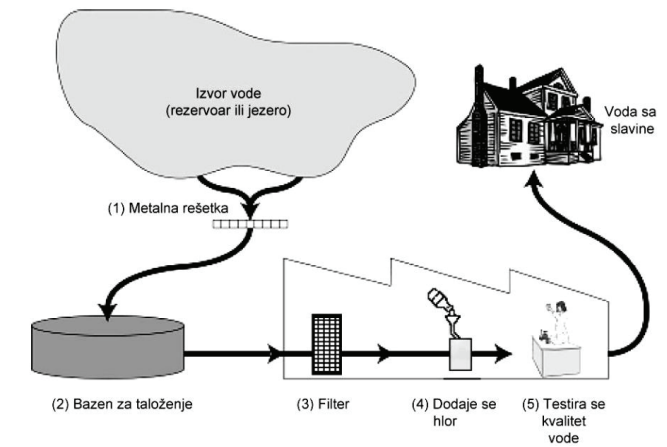 Izvor vode
(rezervoar ili jezero)
Voda sa
slavine
(1) Metalna rešetka
(2) Bazen za taloženje
(3) Filter
(4) Dodaje se
hlor
(5) Testira se
kvalitet
vode